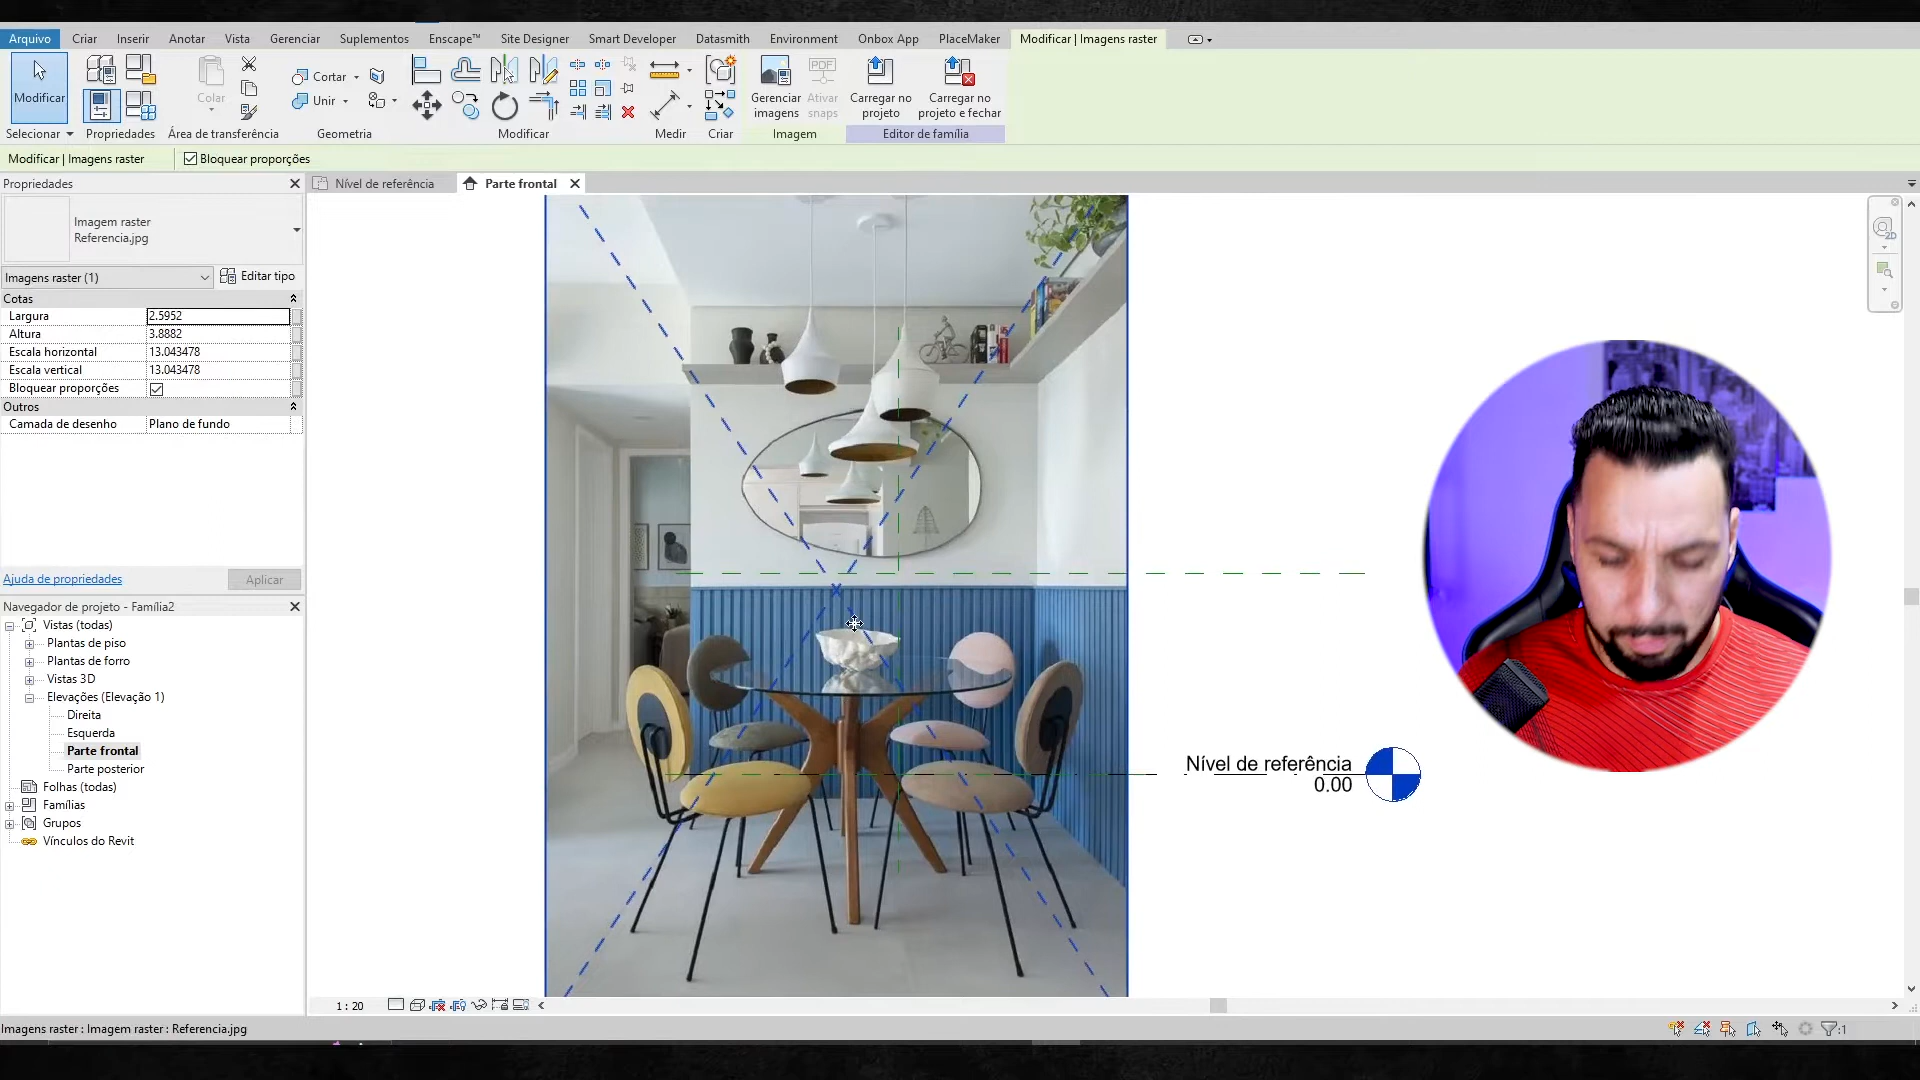 Arquivo Criar Inserir Anotar Vista Gerenciar Suplementos Enscape™ Site Designer Smart Developer Datasmith Environment Onbox App PlaceMaker Modificar | Imagens raster
Modificar
Colar
Cortar
Unir
Gerenciar imagens
PDF
Ativar snaps
Carregar no projeto
Carregar no projeto e fechar
Selecionar Propriedades Área de transferência Geometria Modificar Medir Criar Imagem Editor de família
Modificar | Imagens raster Bloquear proporções
Propriedades
Nível de referência
Parte frontal
Imagem raster
Referencia.jpg
Imagens raster (1) Editar tipo
Cotas
Largura 2.5952
Altura 3.8882
Escala horizontal 13.043478
Escala vertical 13.043478
Bloquear proporções
Outros
Camada de desenho Plano de fundo
Ajuda de propriedades Aplicar
Navegador de projeto - Família2
Vistas (todas)
Plantas de piso
Plantas de forro
Vistas 3D
Elevações (Elevação 1)
Direita
Esquerda
Parte frontal
Parte posterior
Folhas (todas)
Famílias
Grupos
Vínculos do Revit
2D
Nível de referência
0.00
1 : 20
Imagens raster : Imagem raster : Referencia.jpg
:1